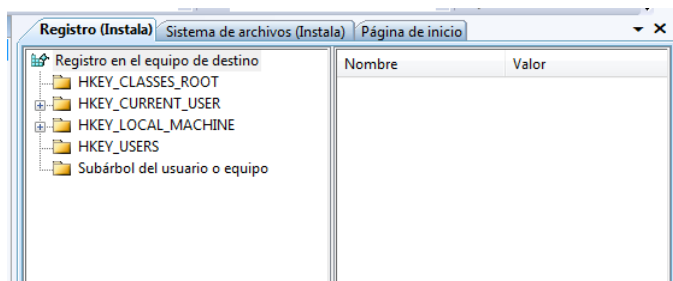 Registro (Instala) Sistema de archivos (Instala) Página de inicio
Registro en el equipo de destino
HKEY_CLASSES_ROOT
HKEY_CURRENT_USER
HKEY_LOCAL_MACHINE
HKEY_USERS
Subárbol del usuario o equipo
Nombre Valor